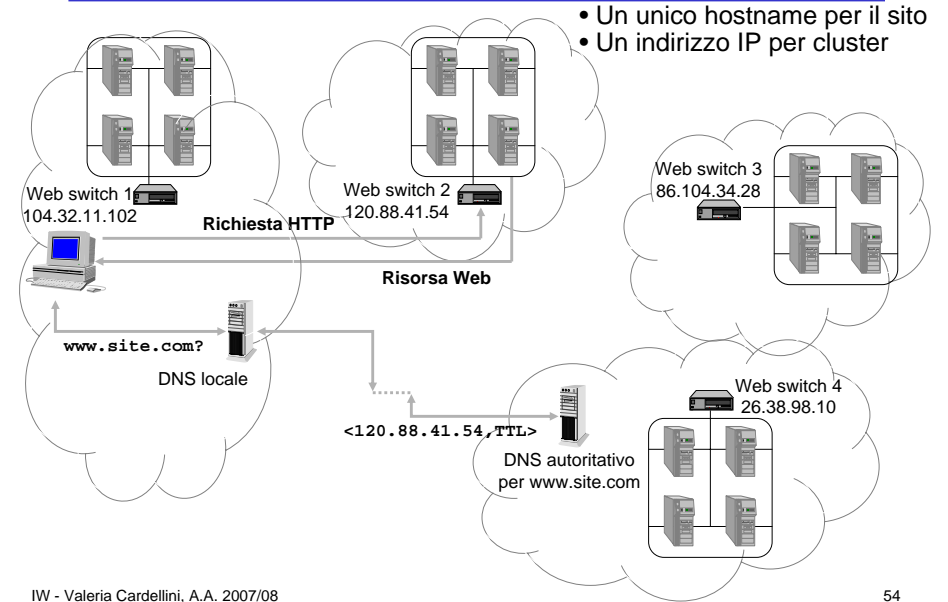 • Un unico hostname per il sito
• Un indirizzo IP per cluster
Web switch 1
104.32.11.102
Web switch 2
120.88.41.54
Web switch 3
86.104.34.28
Richiesta HTTP
Risorsa Web
www.site.com?
DNS locale
<120.88.41.54,TTL>
DNS autoritativo
per www.site.com
Web switch 4
26.38.98.10
IW - Valeria Cardellini, A.A. 2007/08
54